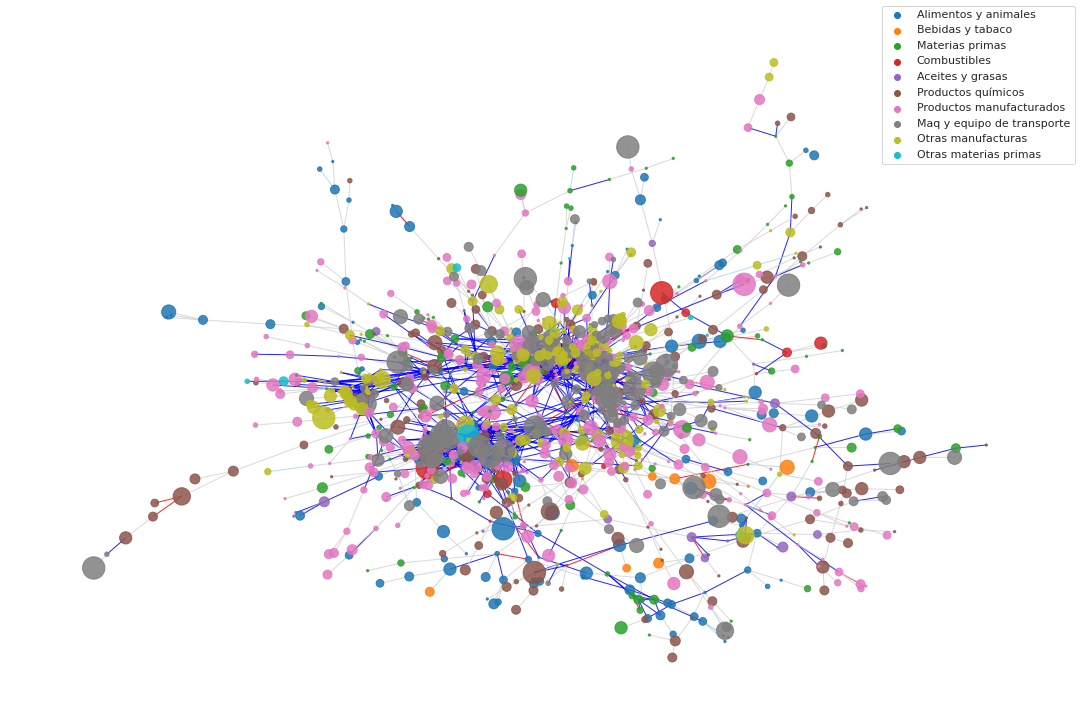 Alimentos y animales
Bebidas y tabaco
Materias primas
Combustibles
Aceites y grasas
Productos químicos
Productos manufacturados
Maq y equipo de transporte
Otras manufacturas
Otras materias primas